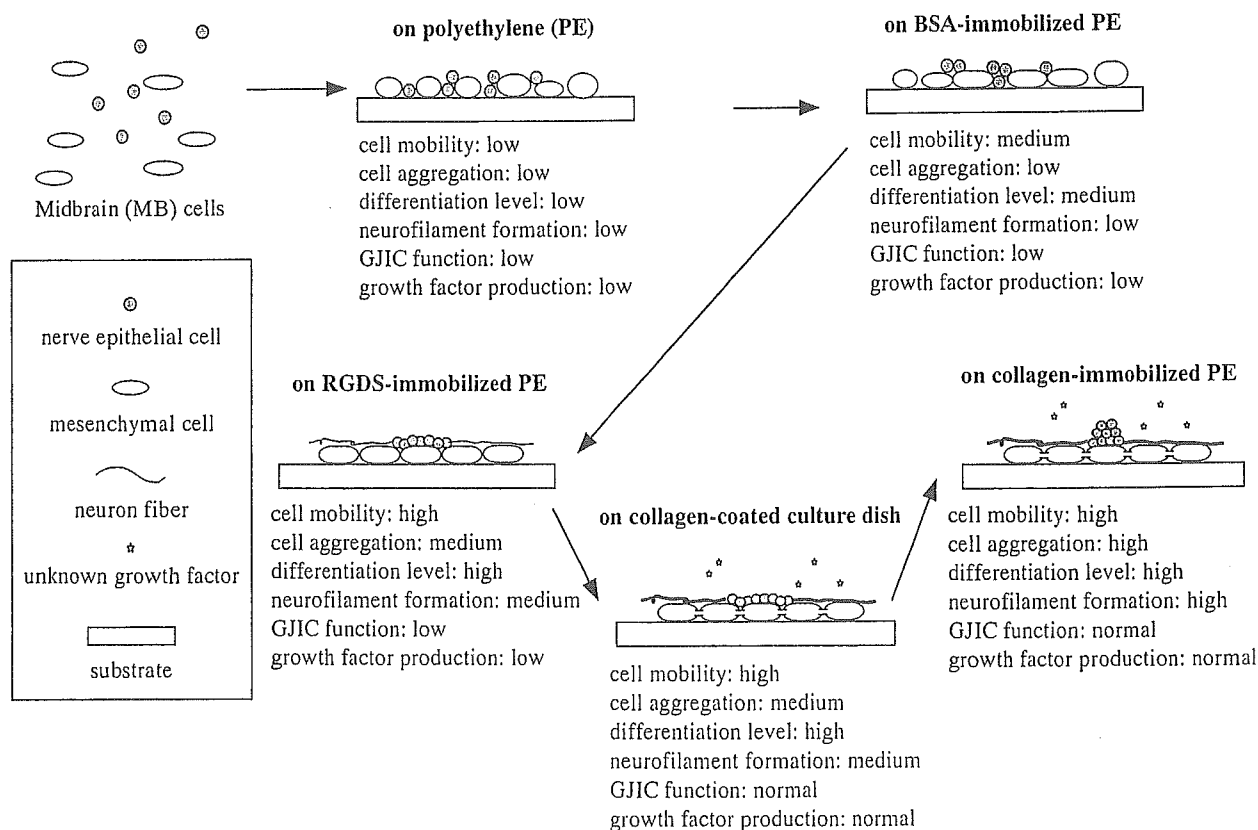 Midbrain (MB) cells
on polyethylene (PE)
cell mobility: low
cell aggregation: low
differentiation level: low
neurofilament formation: low
GJIC function: low
growth factor production: low
on BSA-immobilized PE
cell mobility: medium
cell aggregation: low
differentiation level: medium
neurofilament formation: low
GJIC function: low
growth factor production: low
nerve epithelial cell
mesenchymal cell
neuron fiber
unknown growth factor
substrate
on RGDS-immobilized PE
cell mobility: high
cell aggregation: medium
differentiation level: high
neurofilament formation: medium
GJIC function: low
growth factor production: low
on collagen-coated culture dish
cell mobility: high
cell aggregation: medium
differentiation level: high
neurofilament formation: medium
GJIC function: normal
growth factor production: normal
on collagen-immobilized PE
cell mobility: high
cell aggregation: high
differentiation level: high
neurofilament formation: high
GJIC function: normal
growth factor production: normal